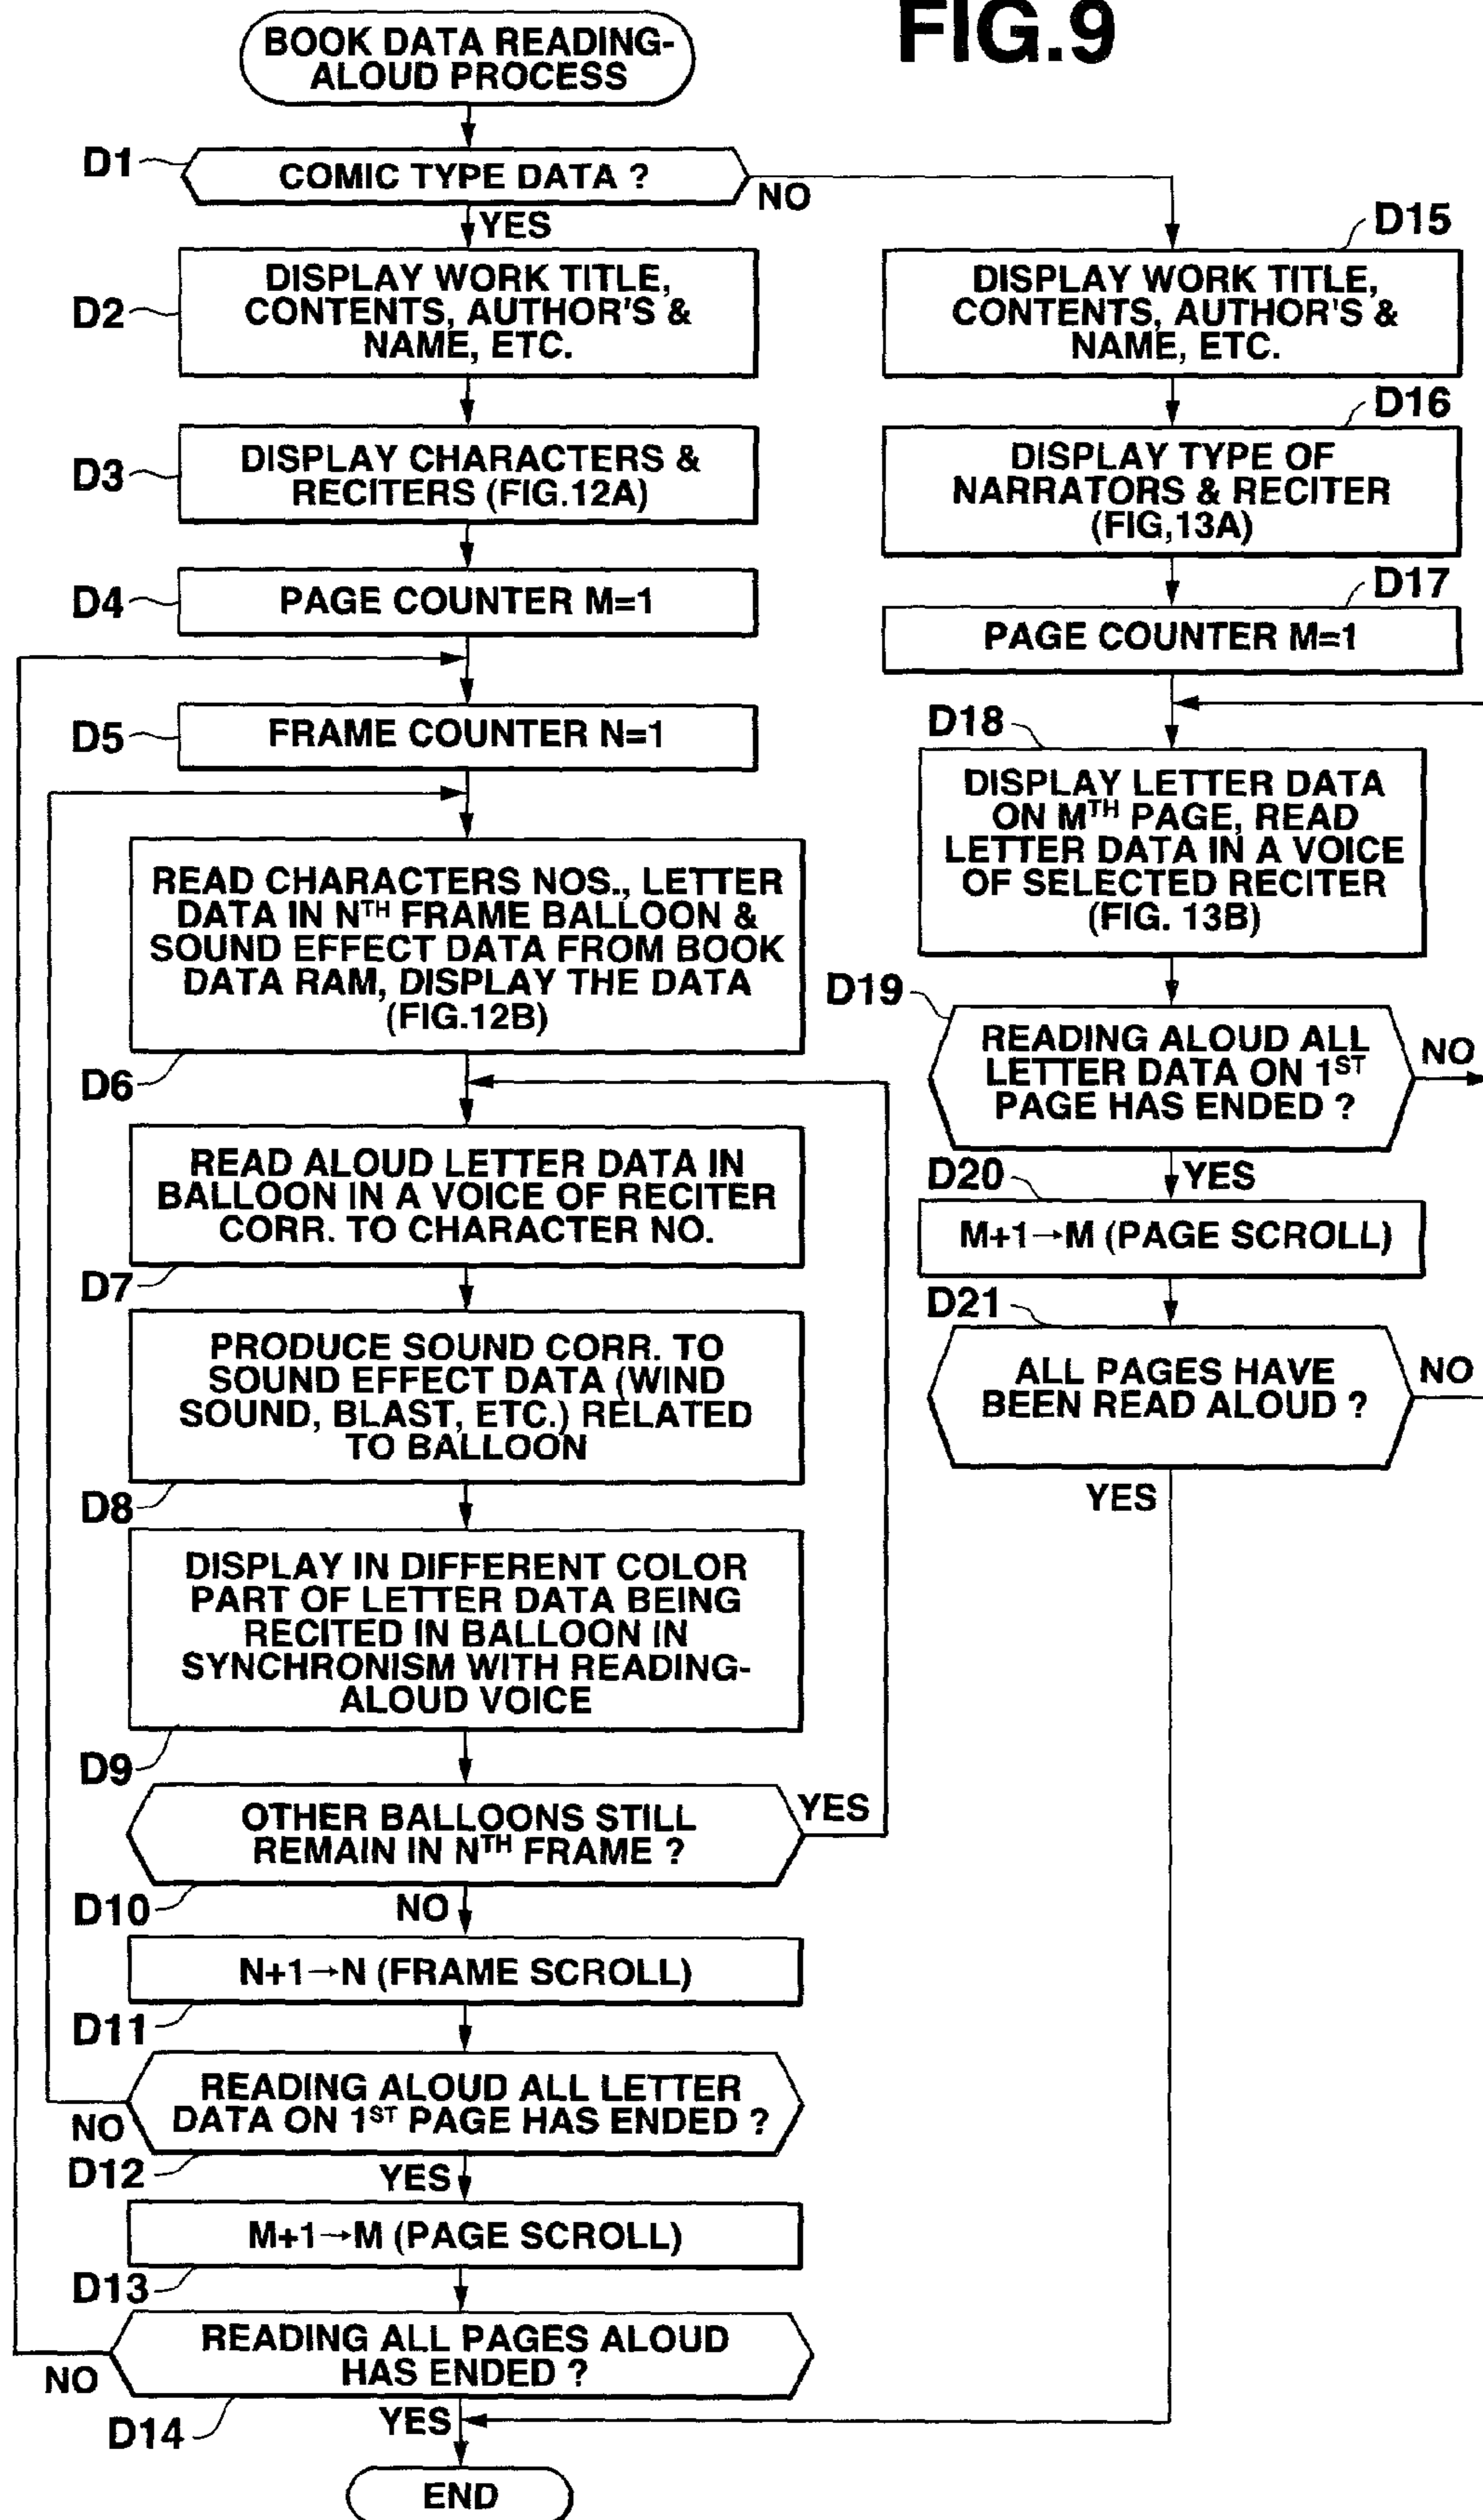 FIG.9
BOOK DATA READING-
ALOUD PROCESS
D1
COMIC TYPE DATA ?
NO
YES
D2
DISPLAY WORK TITLE,
CONTENTS, AUTHOR'S &
NAME, ETC.
D3
DISPLAY CHARACTERS &
RECITERS (FIG.12A)
D4
PAGE COUNTER M=1
D5
FRAME COUNTER N=1
READ CHARACTERS NOS., LETTER
DATA IN NTH FRAME BALLOON &
SOUND EFFECT DATA FROM BOOK
DATA RAM, DISPLAY THE DATA
(FIG.12B)
D6
READ ALOUD LETTER DATA IN
BALLOON IN A VOICE OF RECITER
CORR. TO CHARACTER NO.
D7
PRODUCE SOUND CORR. TO
SOUND EFFECT DATA (WIND
SOUND, BLAST, ETC.) RELATED
TO BALLOON
D8
DISPLAY IN DIFFERENT COLOR
PART OF LETTER DATA BEING
RECITED IN BALLOON IN
SYNCHRONISM WITH READING-
ALOUD VOICE
D9
OTHER BALLOONS STILL
REMAIN IN NTH FRAME ?
YES
D10
NO
N+1→N (FRAME SCROLL)
D11
READING ALOUD ALL LETTER
DATA ON 1ST PAGE HAS ENDED ?
NO
D12
YES
M+1→M (PAGE SCROLL)
D13
READING ALL PAGES ALOUD
HAS ENDED ?
NO
D14
YES
END
D15
DISPLAY WORK TITLE,
CONTENTS, AUTHOR'S &
NAME, ETC.
D16
DISPLAY TYPE OF
NARRATORS & RECITER
(FIG,13A)
D17
PAGE COUNTER M=1
D18
DISPLAY LETTER DATA
ON MTH PAGE, READ
LETTER DATA IN A VOICE
OF SELECTED RECITER
(FIG. 13B)
D19
READING ALOUD ALL
LETTER DATA ON 1ST
PAGE HAS ENDED ?
NO
YES
D20
M+1→M (PAGE SCROLL)
D21
ALL PAGES HAVE
BEEN READ ALOUD ?
NO
YES